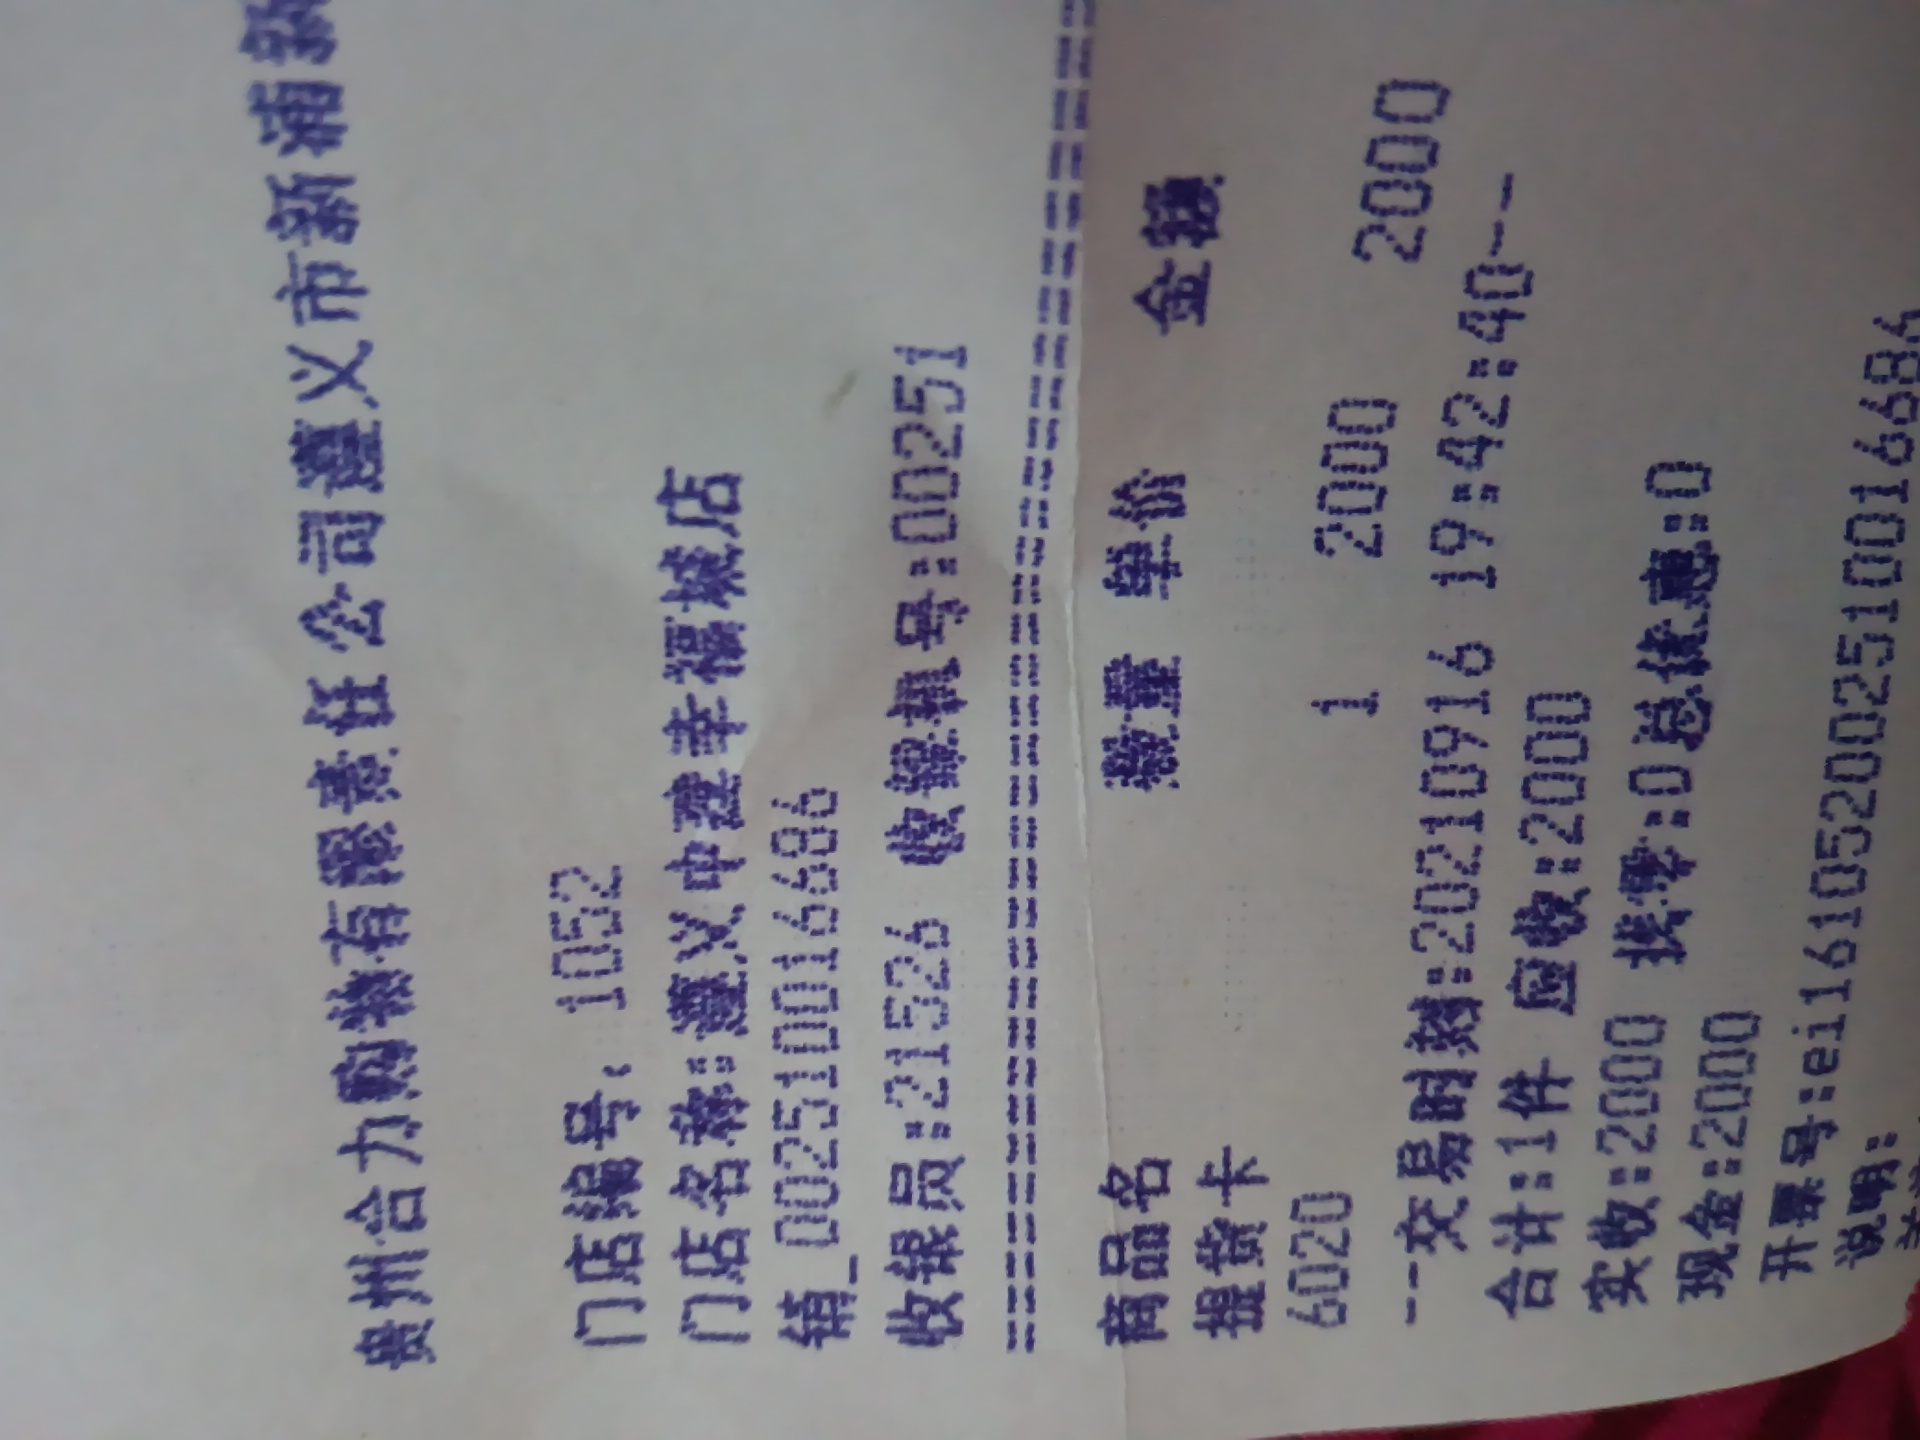 贵州合力购物有限责任公司遵义市新浦新
门店编号: 1052
门店名称:遵义中建幸福城店
销_002510016686
收银员:21526 收银机号:00251
商品名 数量 单价 金额
提货卡
6020 1 2000 2000
--交易时间:20210916 19:42:40--
合计:1件 应收:2000
实收:2000 找零:0 总优惠:0
现金:2000
开票号:ei161052002510016686
说明: